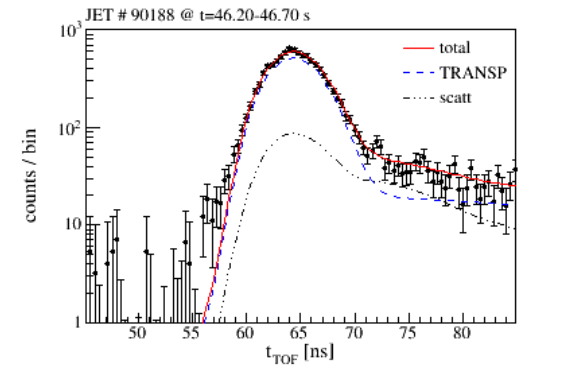 JET # 90188 @ t=46.20-46.70 s
10³
total
TRANSP
scatt
10²
counts / bin
10
1
50 55 60 65 70 75 80
t_TOF [ns]